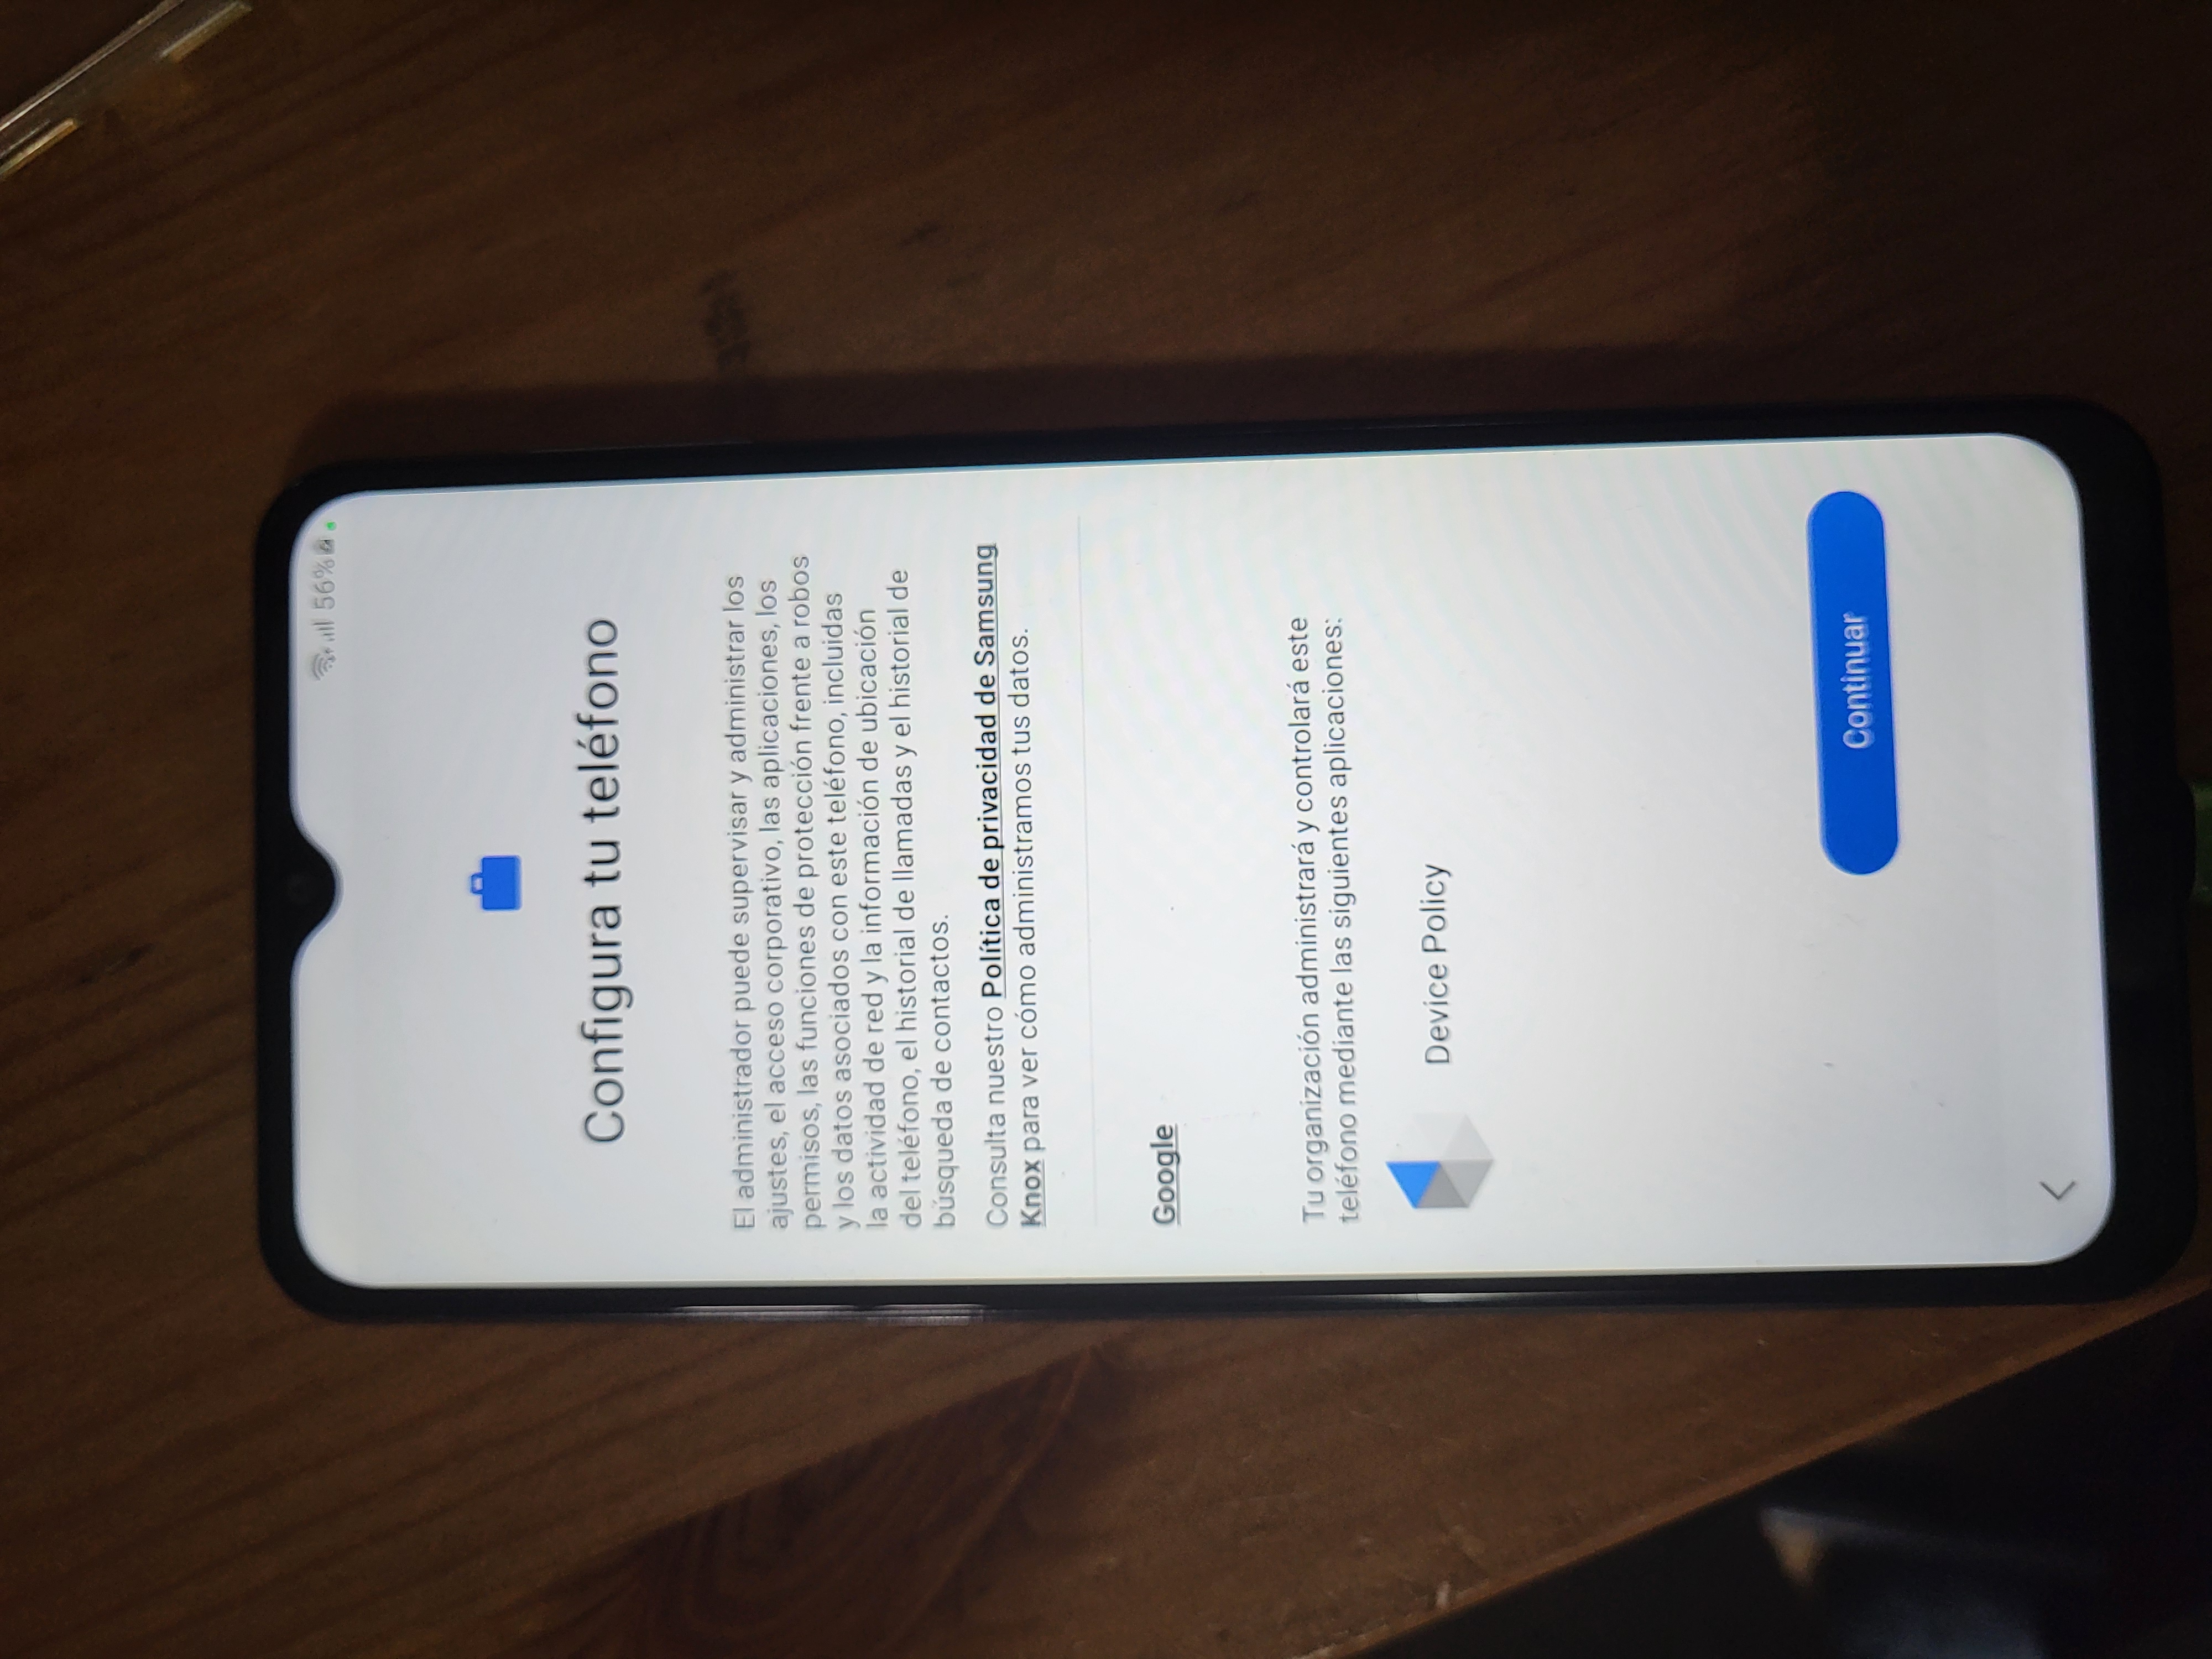 56%
Configura tu teléfono
El administrador puede supervisar y administrar los
ajustes, el acceso corporativo, las aplicaciones, los
permisos, las funciones de protección frente a robos
y los datos asociados con este teléfono, incluidas
la actividad de red y la información de ubicación
del teléfono, el historial de llamadas y el historial de
búsqueda de contactos.
Consulta nuestro Política de privacidad de Samsung
Knox para ver cómo administramos tus datos.
Google
Tu organización administrará y controlará este
teléfono mediante las siguientes aplicaciones:
Device Policy
Continuar